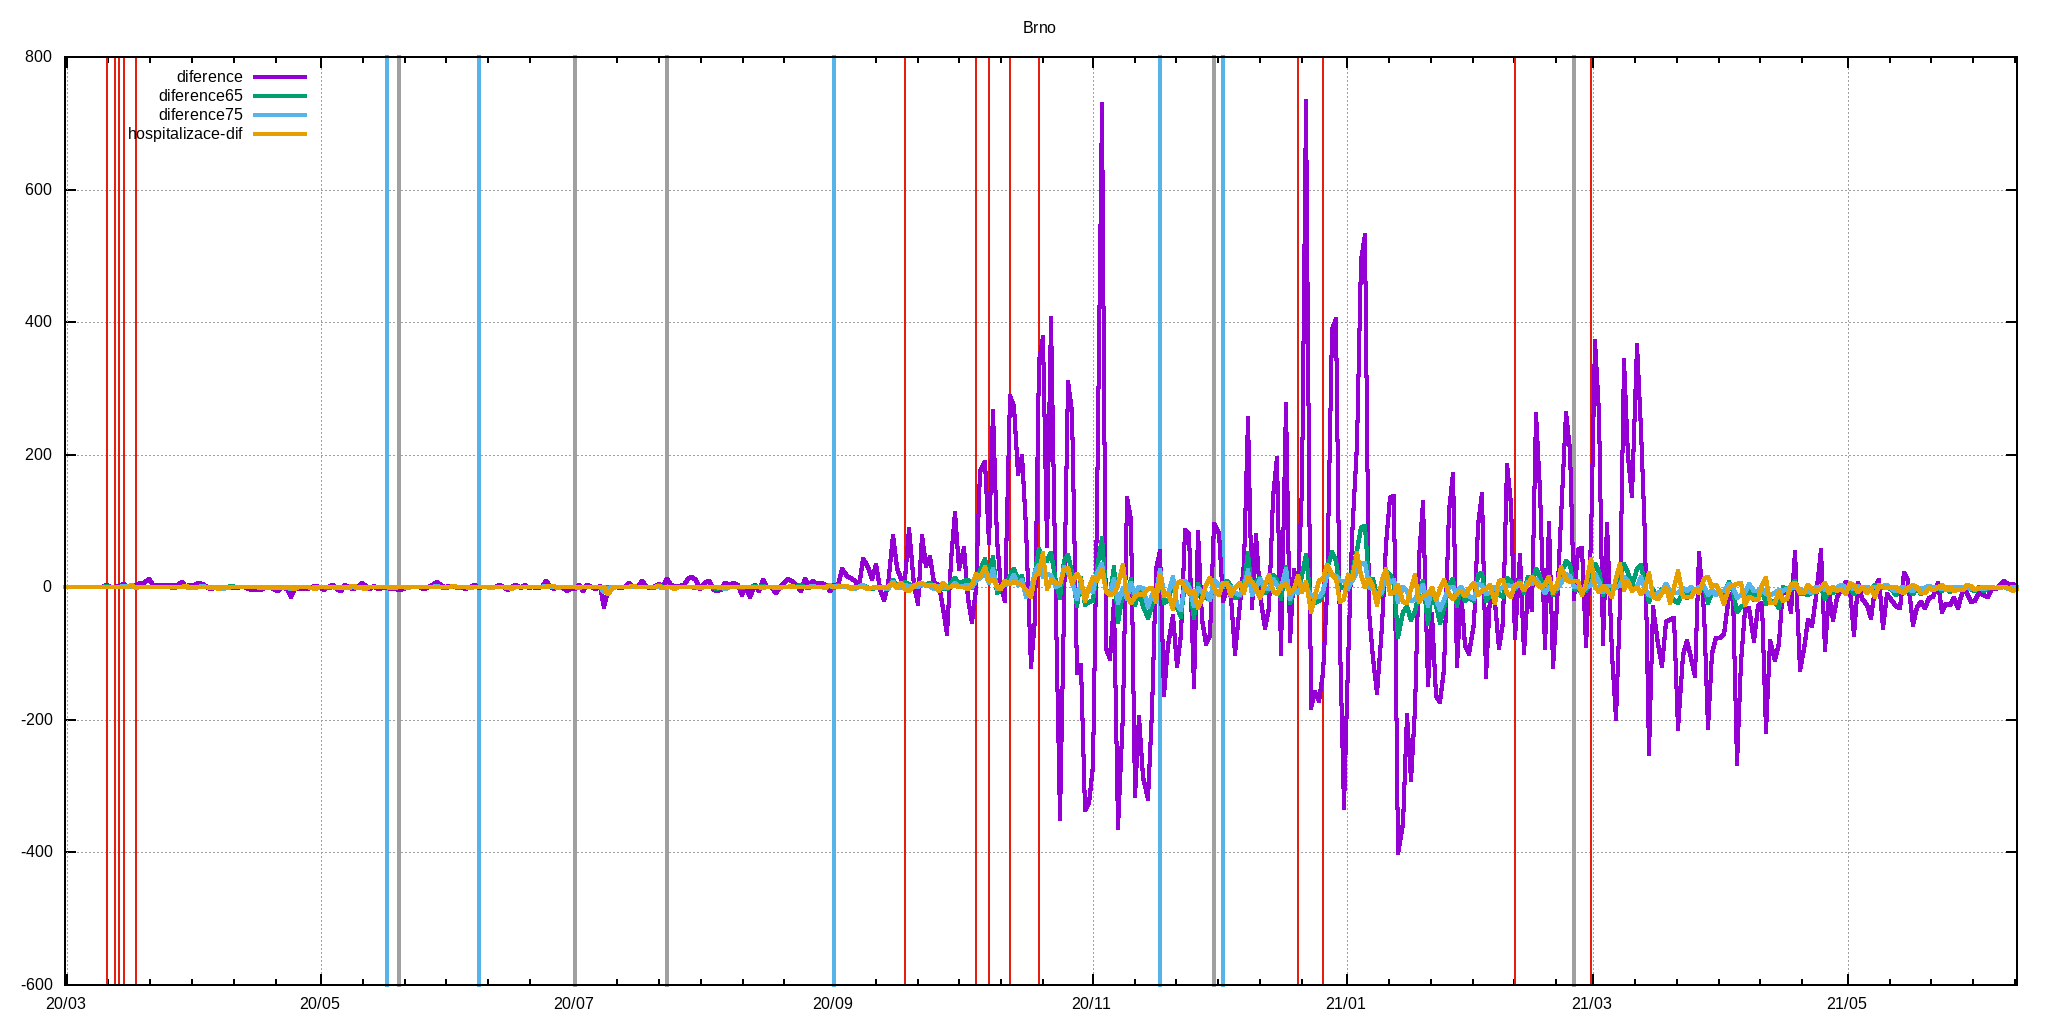 Brno
800
600
400
200
0
-200
-400
-600
diference
diference65
diference75
hospitalizace-dif
20/03 20/05 20/07 20/09 20/11 21/01 21/03 21/05